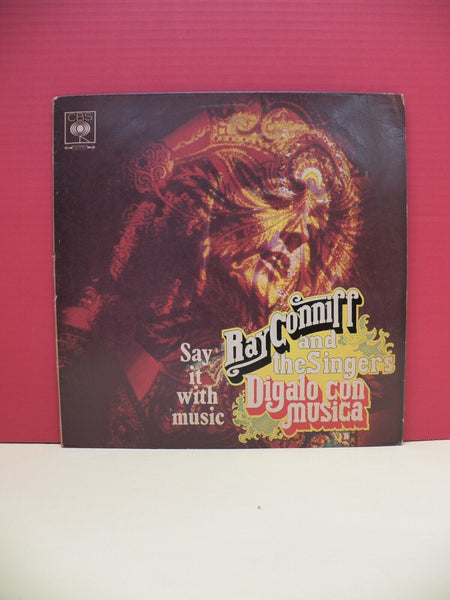 CBS
Say
it
with
music
Ray Conniff
and
the Singers
Digalo con
musica